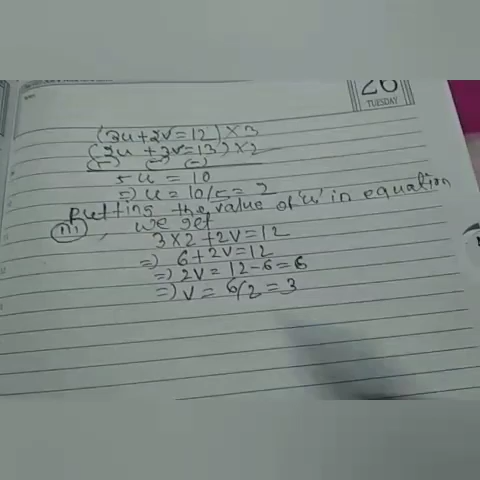 26
TUESDAY
(3u+2v=12)×3
(2u+3v=13)×2
(-) (-) (-)
5u = 10
⇒ u = 10/5 = 2
Putting the value of 'u' in equation
(iii), we get
3×2+2v=12
⇒ 6+2v=12
⇒ 2v=12-6=6
⇒ v=6/2=3